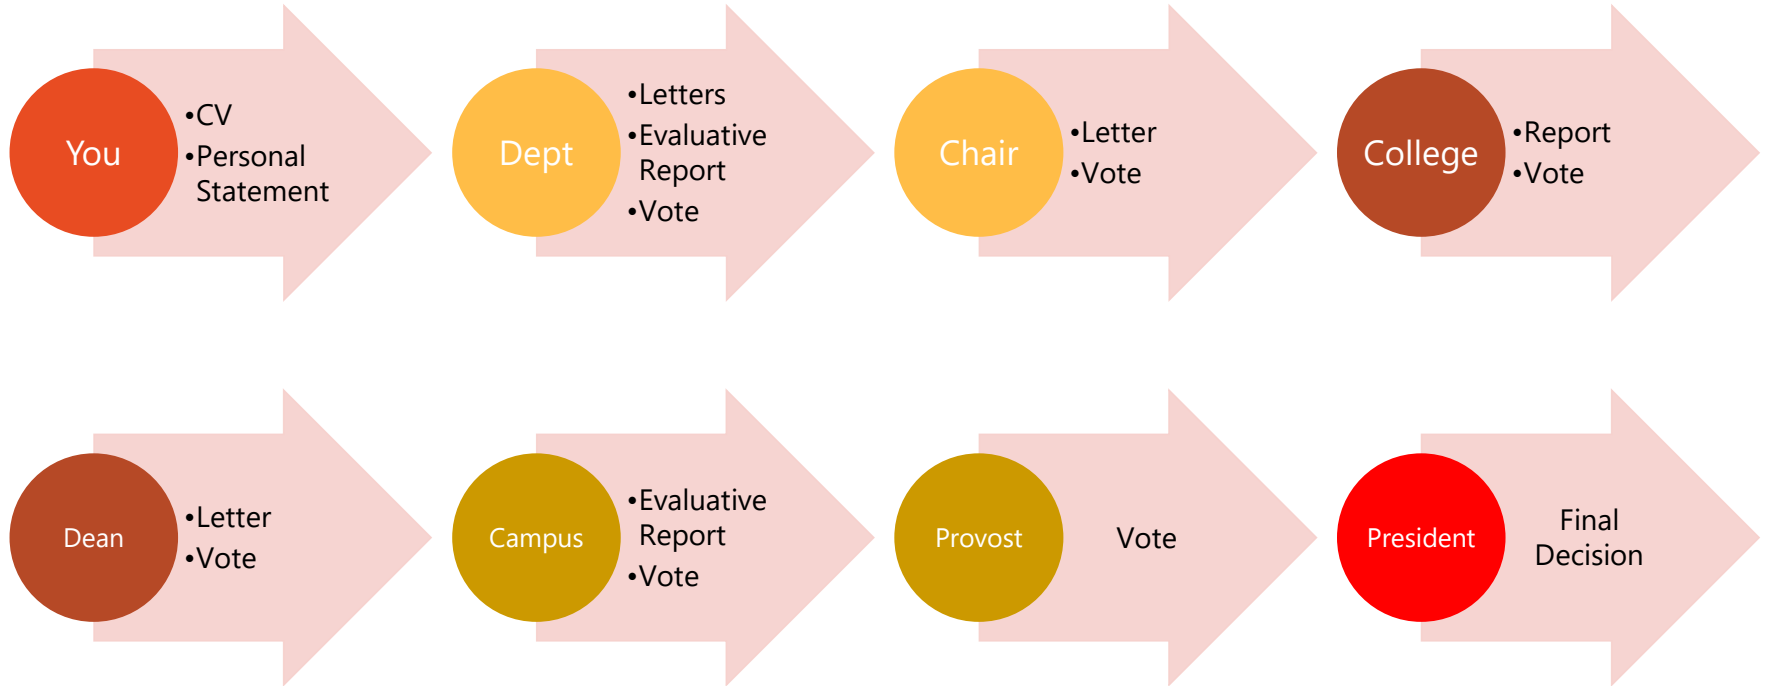 You
•CV
•Personal
Statement
Dept
•Letters
•Evaluative
Report
•Vote
Chair
•Letter
•Vote
College
•Report
•Vote
Dean
•Letter
•Vote
Campus
•Evaluative
Report
•Vote
Provost
Vote
President
Final
Decision